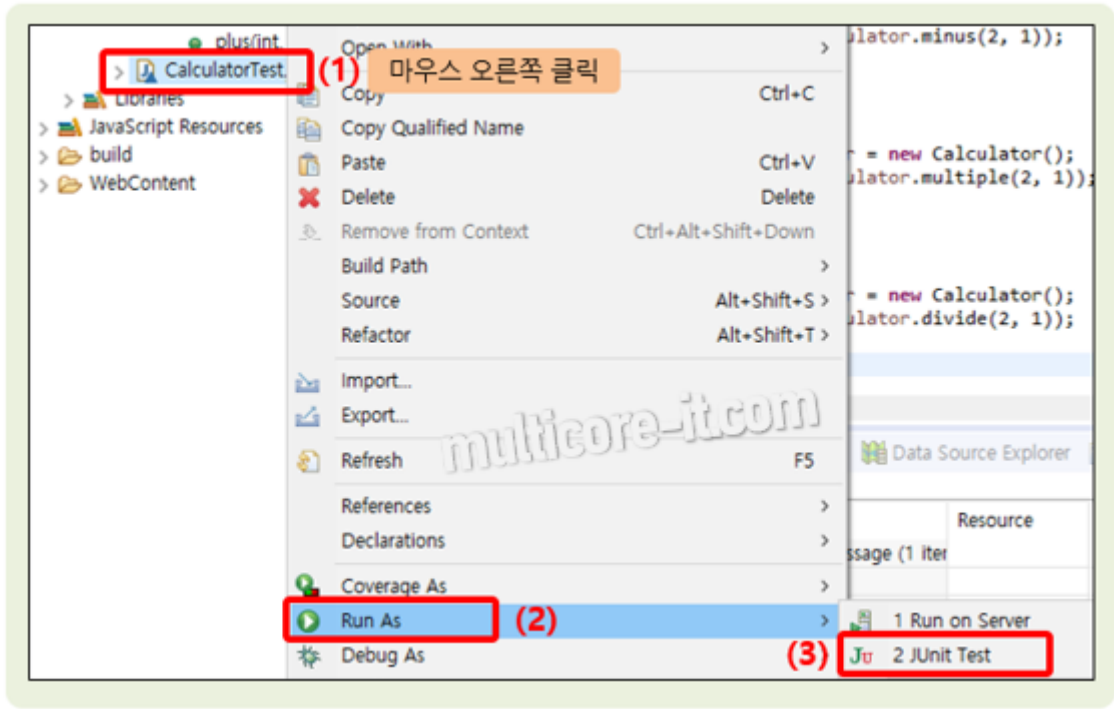 plus(int,
CalculatorTest.
(1) 마우스 오른쪽 클릭
Libraries
JavaScript Resources
build
WebContent
Open With
Copy Ctrl+C
Copy Qualified Name
Paste Ctrl+V
Delete Delete
Remove from Context Ctrl+Alt+Shift+Down
Build Path
Source Alt+Shift+S
Refactor Alt+Shift+T
Import...
Export...
Refresh F5
References
Declarations
Coverage As
Run As (2)
Debug As
1 Run on Server
(3) 2 JUnit Test
ulator.minus(2, 1));
r = new Calculator();
ulator.multiple(2, 1));
r = new Calculator();
ulator.divide(2, 1));
Data Source Explorer
Resource
ssage (1 iter
multicore-it.com